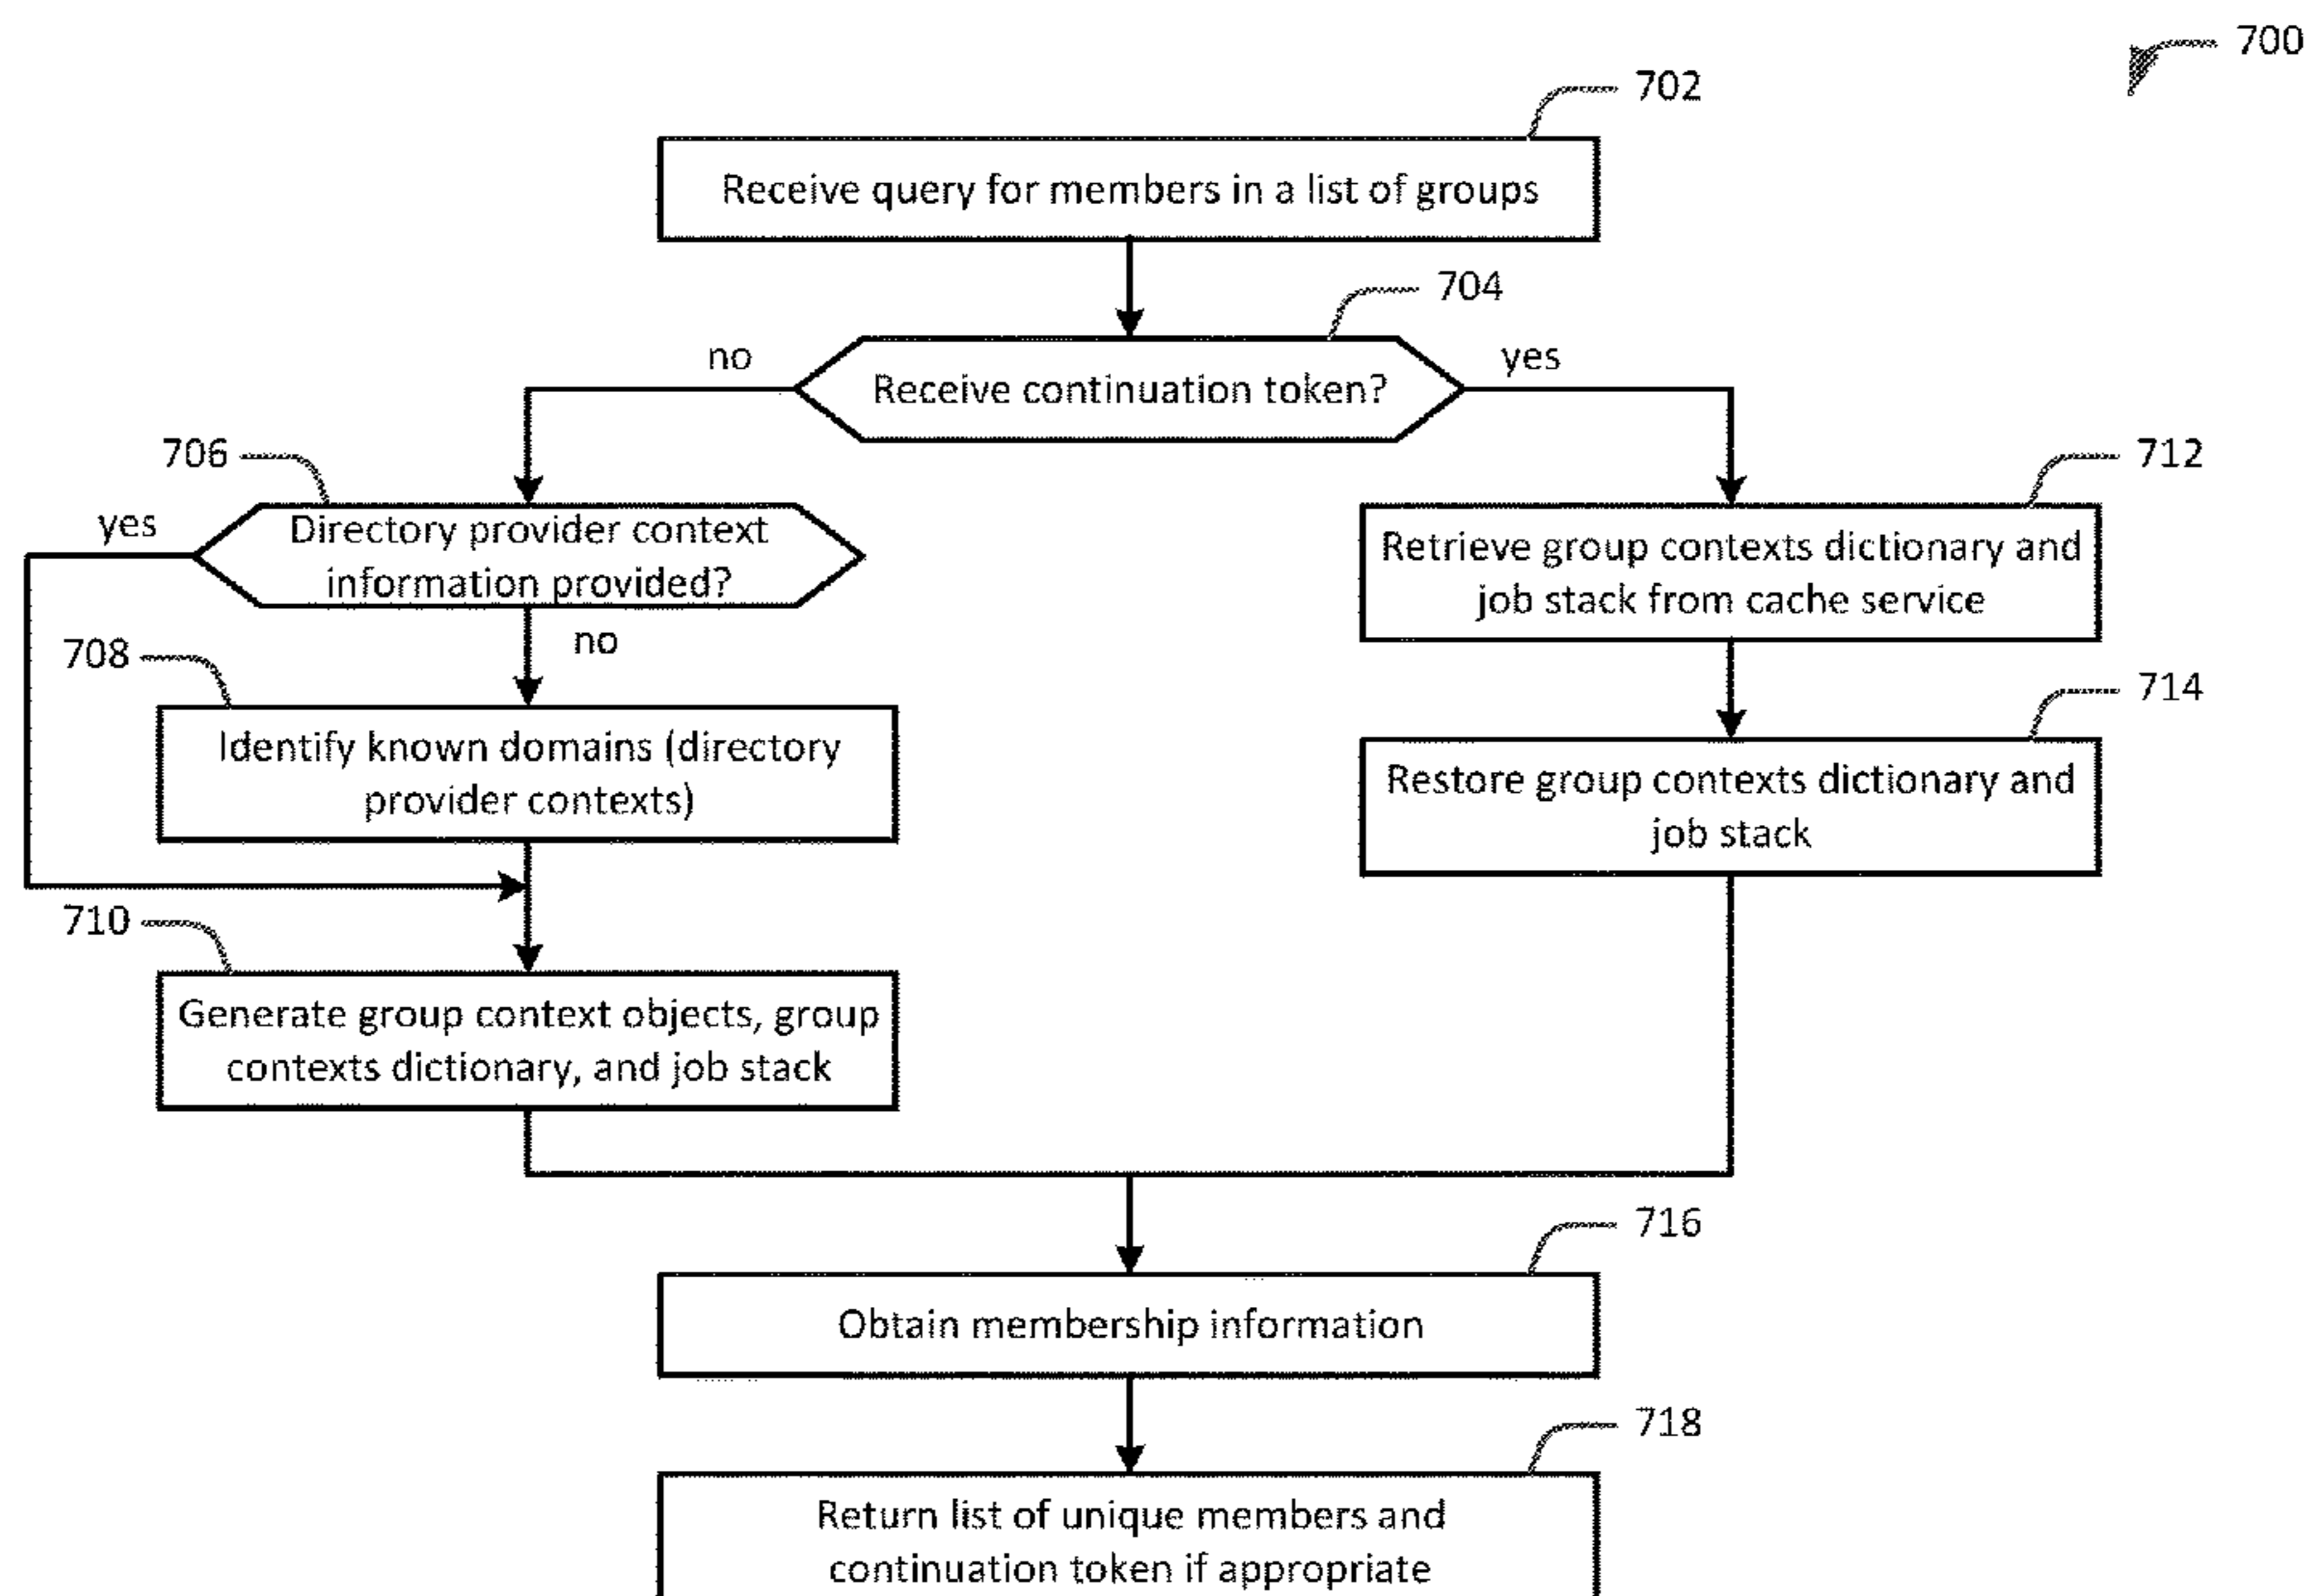 700
702
Receive query for members in a list of groups
704
no
yes
Receive continuation token?
706
712
yes
Directory provider context
information provided?
Retrieve group contexts dictionary and
job stack from cache service
no
708
714
Identify known domains (directory
provider contexts)
Restore group contexts dictionary and
job stack
710
Generate group context objects, group
contexts dictionary, and job stack
716
Obtain membership information
718
Return list of unique members and
continuation token if appropriate